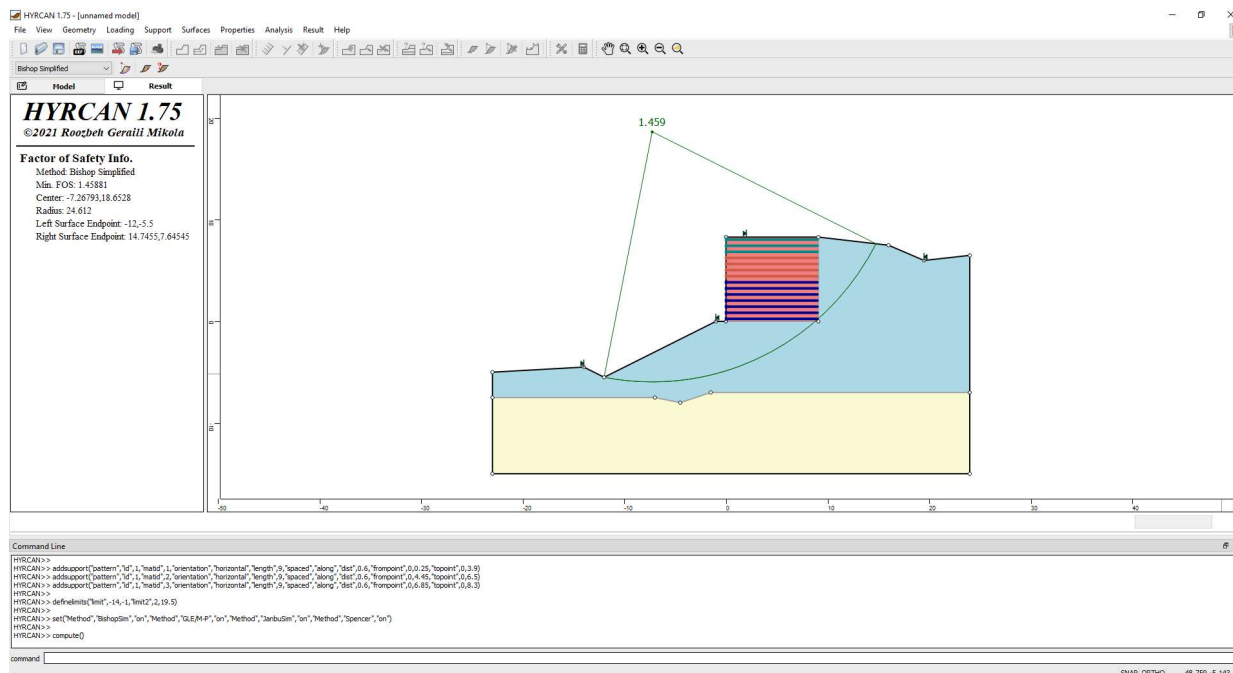 HYRCAN 1.75 - [unnamed model]
File View Geometry Loading Support Surfaces Properties Analysis Result Help
Bishop Simplified
Model Result
HYRCAN 1.75
©2021 Roozbeh Geraili Mikola
Factor of Safety Info.
Method: Bishop Simplified
Min. FOS: 1.45881
Center: -7.26793,18.6528
Radius: 24.612
Left Surface Endpoint: -12,-5.5
Right Surface Endpoint: 14.7455,7.64545
1.459
20
10
0
-10
-50 -40 -30 -20 -10 0 10 20 30 40
Command Line
HYRCAN>>
HYRCAN>> addsupport("pattern","id",1,"matid",1,"orientation","horizontal","length",9,"spaced","along","dist",0.6,"frompoint",0,0.25,"topoint",0,3.9)
HYRCAN>> addsupport("pattern","id",1,"matid",2,"orientation","horizontal","length",9,"spaced","along","dist",0.6,"frompoint",0,4.45,"topoint",0,6.5)
HYRCAN>> addsupport("pattern","id",1,"matid",3,"orientation","horizontal","length",9,"spaced","along","dist",0.6,"frompoint",0,6.85,"topoint",0,8.3)
HYRCAN>>
HYRCAN>> definelimits("limit",-14,-1,"limit2",2,19.5)
HYRCAN>>
HYRCAN>> set("Method","BishopSim","on","Method","GLE/M-P","on","Method","JanbuSim","on","Method","Spencer","on")
HYRCAN>>
HYRCAN>> compute()
command